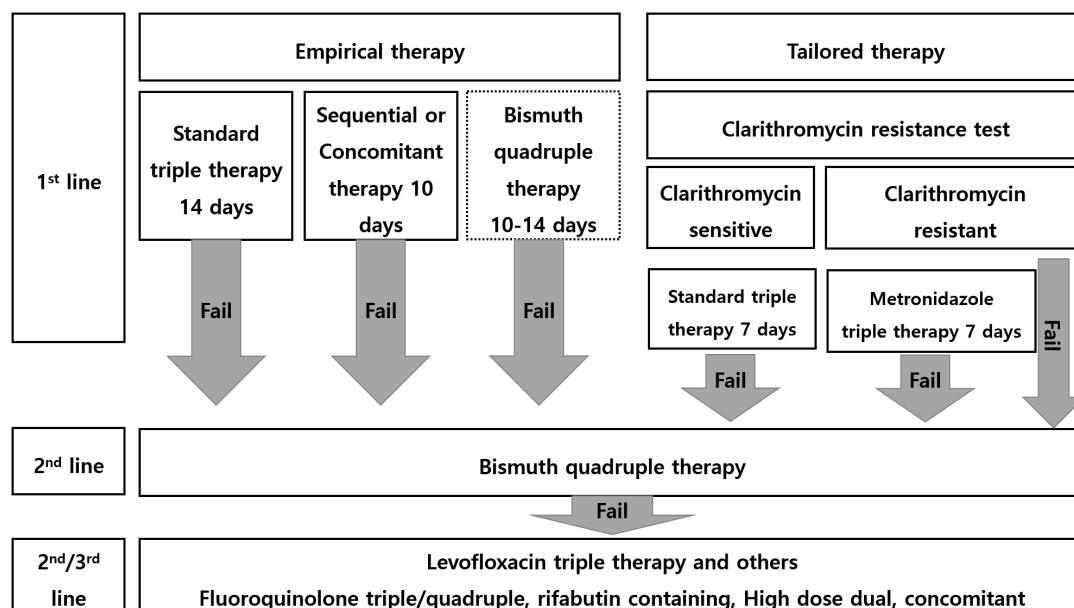 Empirical therapy
Tailored therapy
1st line
Standard
triple therapy
14 days
Sequential or
Concomitant
therapy 10
days
Bismuth
quadruple
therapy
10-14 days
Clarithromycin resistance test
Clarithromycin
sensitive
Clarithromycin
resistant
Standard triple
therapy 7 days
Metronidazole
triple therapy 7 days
Fail
Fail
Fail
Fail
Fail
Fail
2nd line
Bismuth quadruple therapy
Fail
2nd/3rd
line
Levofloxacin triple therapy and others
Fluoroquinolone triple/quadruple, rifabutin containing, High dose dual, concomitant